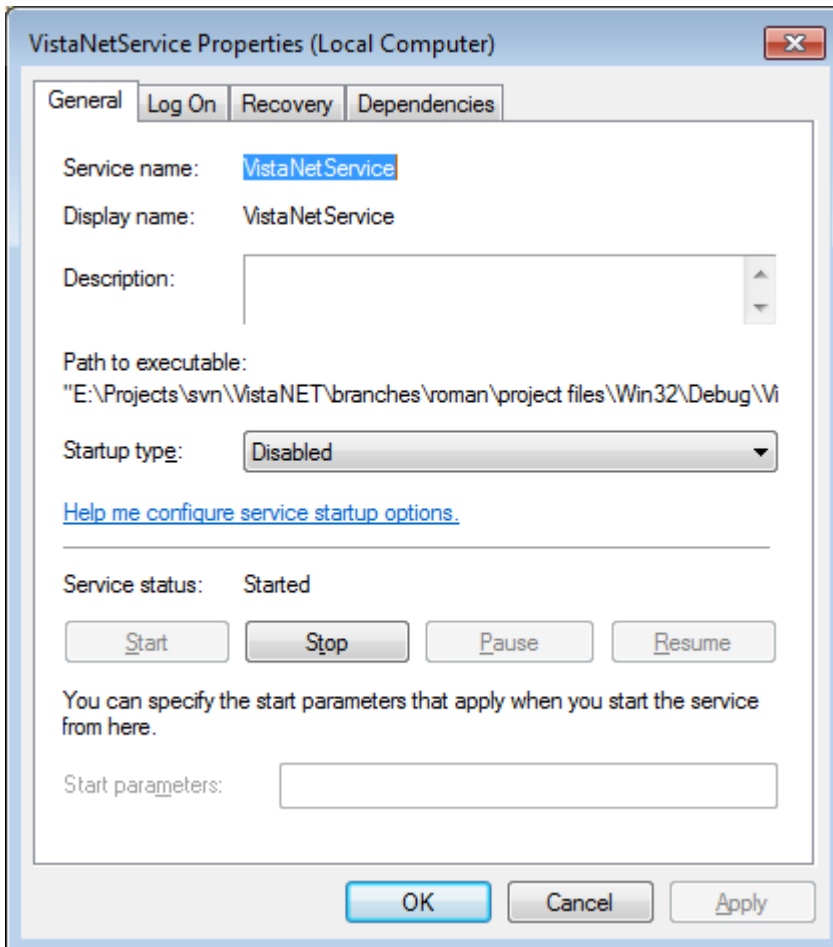 VistaNetService Properties (Local Computer)
General Log On Recovery Dependencies
Service name: VistaNetService
Display name: VistaNetService
Description:
Path to executable:
"E:\Projects\svn\VistaNET\branches\roman\project files\Win32\Debug\Vi
Startup type: Disabled
Help me configure service startup options.
Service status: Started
Start Stop Pause Resume
You can specify the start parameters that apply when you start the service
from here.
Start parameters:
OK Cancel Apply